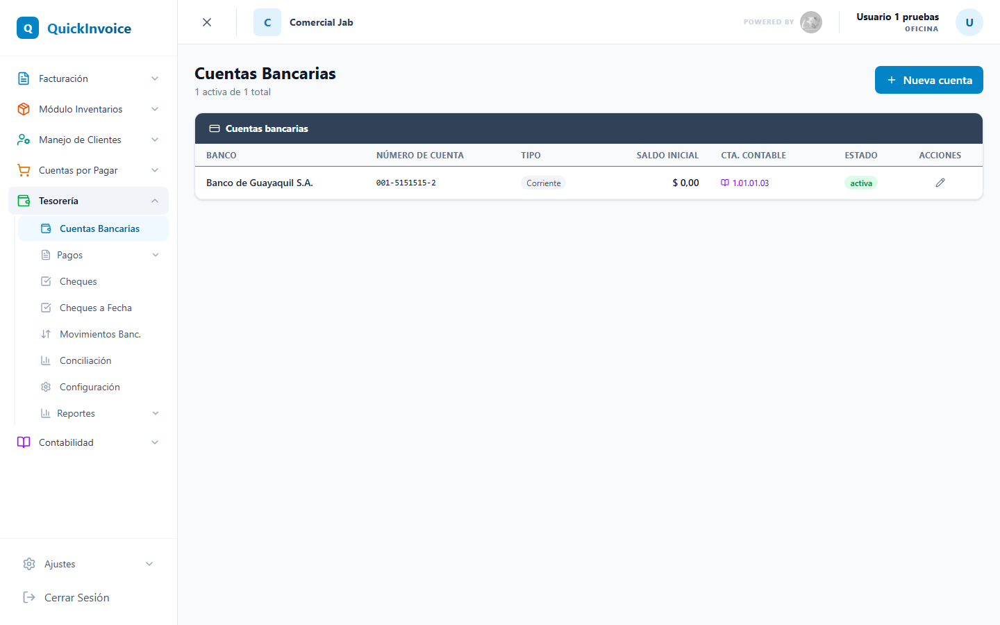 Q QuickInvoice
C Comercial Jab
POWERED BY
Usuario 1 pruebas
OFICINA
U
Facturación
Módulo Inventarios
Manejo de Clientes
Cuentas por Pagar
Tesorería
Cuentas Bancarias
Pagos
Cheques
Cheques a Fecha
Movimientos Banc.
Conciliación
Configuración
Reportes
Contabilidad
Ajustes
Cerrar Sesión
Cuentas Bancarias
1 activa de 1 total
+ Nueva cuenta
Cuentas bancarias
BANCO NÚMERO DE CUENTA TIPO SALDO INICIAL CTA. CONTABLE ESTADO ACCIONES
Banco de Guayaquil S.A. 001-5151515-2 Corriente $ 0,00 1.01.01.03 activa